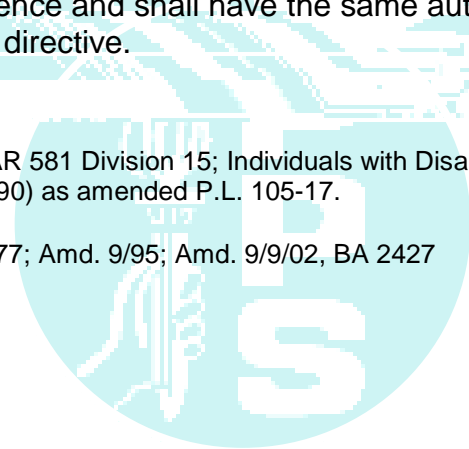 ence and shall have the same aut
directive.
AR 581 Division 15; Individuals with Disa
90) as amended P.L. 105-17.
77; Amd. 9/95; Amd. 9/9/02, BA 2427
P
P
S